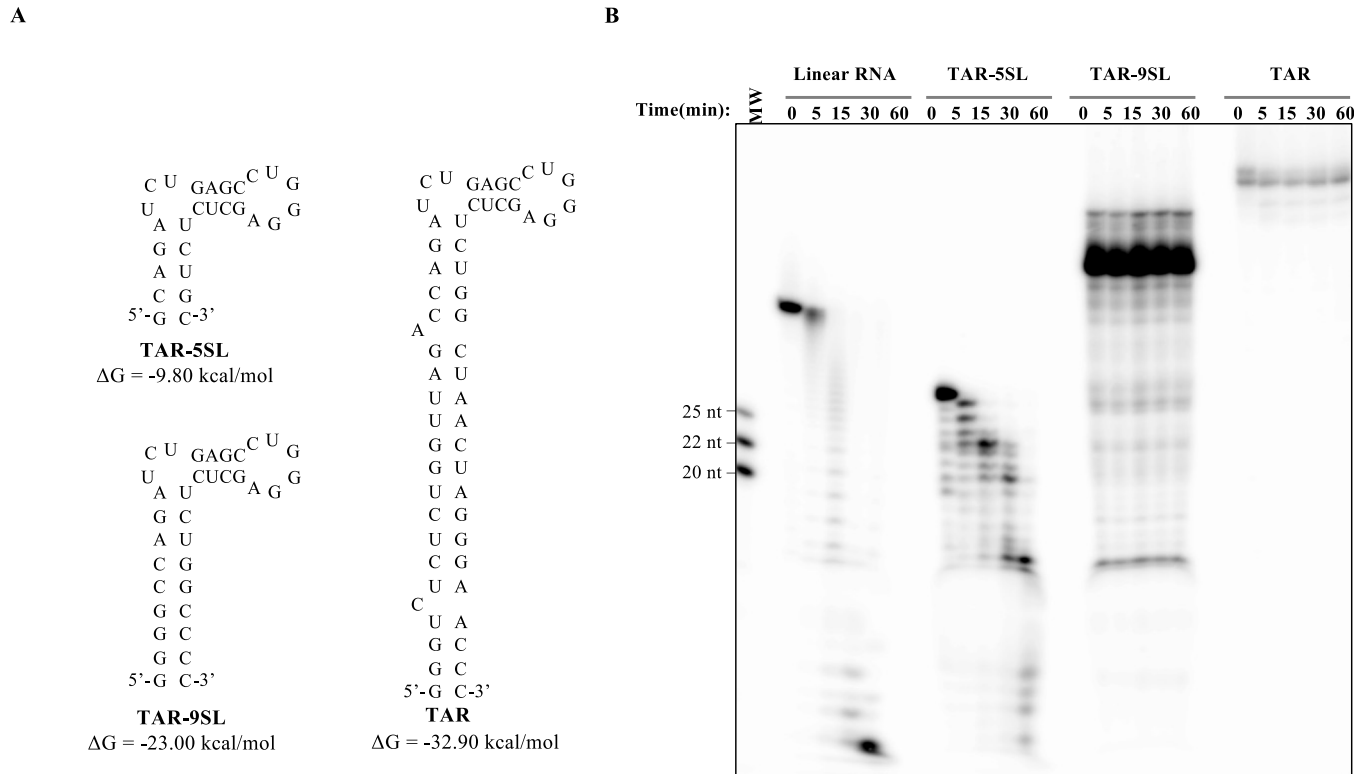 A
B
Linear RNA TAR-5SL TAR-9SL TAR
Time(min): MW 0 5 15 30 60 0 5 15 30 60 0 5 15 30 60 0 5 15 30 60
25 nt
22 nt
20 nt
C U GAGC C U G
U CUCG A G G
A U
G C
A U
C G
5'-G C-3'
TAR-5SL
ΔG = -9.80 kcal/mol
C U GAGC C U G
U CUCG A G G
A U
G C
A U
C G
C G
G C
G C
G C
5'-G C-3'
TAR-9SL
ΔG = -23.00 kcal/mol
C U GAGC C U G
U CUCG A G G
A U
G C
A U
C G
C G
A
G C
A U
U A
U A
G C
G U
U A
C G
U G
C G
U A
C
U A
G C
G C
5'-G C-3'
TAR
ΔG = -32.90 kcal/mol